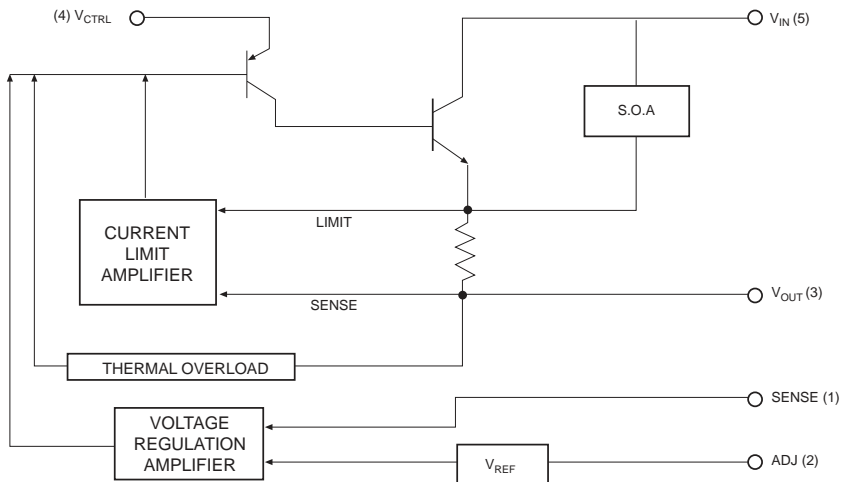 (4) VCTRL
VIN (5)
S.O.A
LIMIT
CURRENT
LIMIT
AMPLIFIER
SENSE
VOUT (3)
THERMAL OVERLOAD
SENSE (1)
VOLTAGE
REGULATION
AMPLIFIER
VREF
ADJ (2)